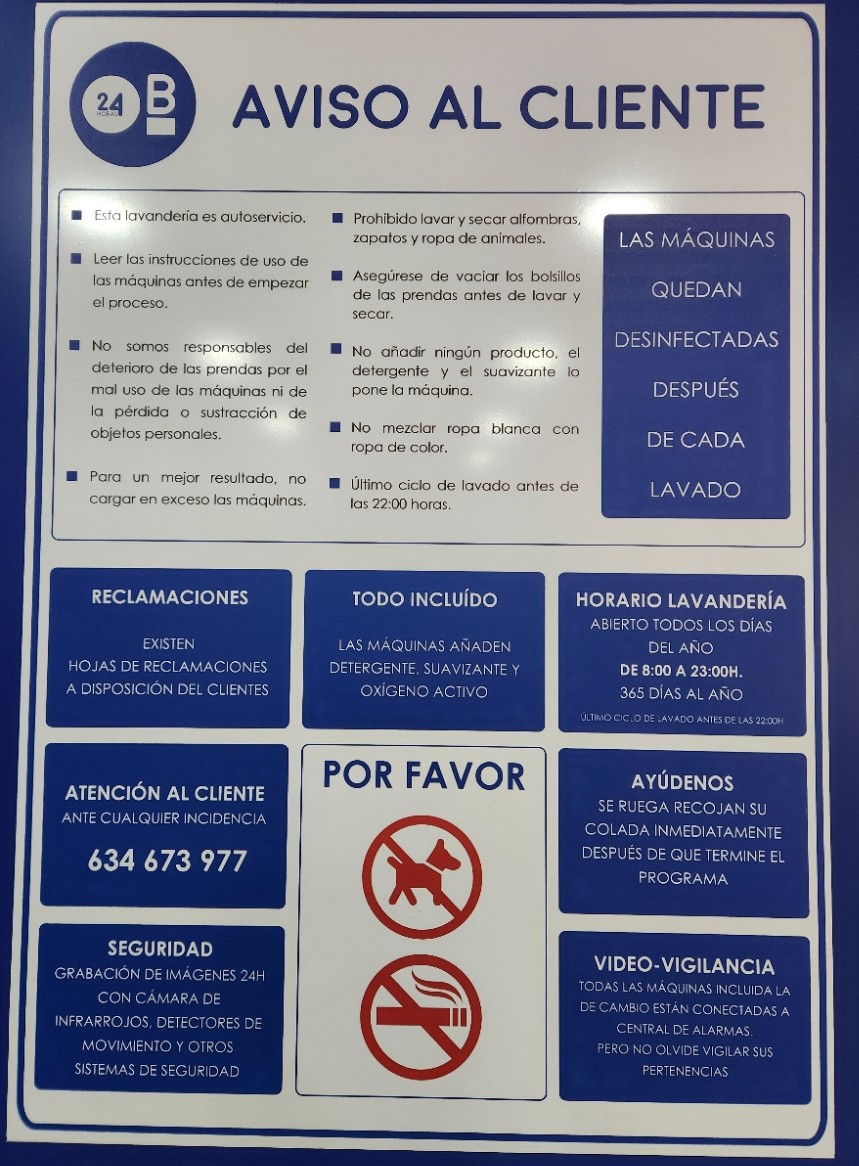 24
HORAS
B
AVISO AL CLIENTE
Esta lavandería es autoservicio.
Leer las instrucciones de uso de
las máquinas antes de empezar
el proceso.
No somos responsables del
deterioro de las prendas por el
mal uso de las máquinas ni de
la pérdida o sustracción de
objetos personales.
Para un mejor resultado, no
cargar en exceso las máquinas.
Prohibido lavar y secar alfombras,
zapatos y ropa de animales.
Asegúrese de vaciar los bolsillos
de las prendas antes de lavar y
secar.
No añadir ningún producto, el
detergente y el suavizante lo
pone la máquina.
No mezclar ropa blanca con
ropa de color.
Último ciclo de lavado antes de
las 22:00 horas.
LAS MÁQUINAS
QUEDAN
DESINFECTADAS
DESPUÉS
DE CADA
LAVADO
RECLAMACIONES
EXISTEN
HOJAS DE RECLAMACIONES
A DISPOSICIÓN DEL CLIENTES
TODO INCLUÍDO
LAS MÁQUINAS AÑADEN
DETERGENTE, SUAVIZANTE Y
OXÍGENO ACTIVO
HORARIO LAVANDERÍA
ABIERTO TODOS LOS DÍAS
DEL AÑO
DE 8:00 A 23:00H.
365 DÍAS AL AÑO
ÚLTIMO CICLO DE LAVADO ANTES DE LAS 22:00H
ATENCIÓN AL CLIENTE
ANTE CUALQUIER INCIDENCIA
634 673 977
POR FAVOR
AYÚDENOS
SE RUEGA RECOJAN SU
COLADA INMEDIATAMENTE
DESPUÉS DE QUE TERMINE EL
PROGRAMA
SEGURIDAD
GRABACIÓN DE IMÁGENES 24H
CON CÁMARA DE
INFRARROJOS, DETECTORES DE
MOVIMIENTO Y OTROS
SISTEMAS DE SEGURIDAD
VIDEO-VIGILANCIA
TODAS LAS MÁQUINAS INCLUIDA LA
DE CAMBIO ESTÁN CONECTADAS A
CENTRAL DE ALARMAS.
PERO NO OLVIDE VIGILAR SUS
PERTENENCIAS